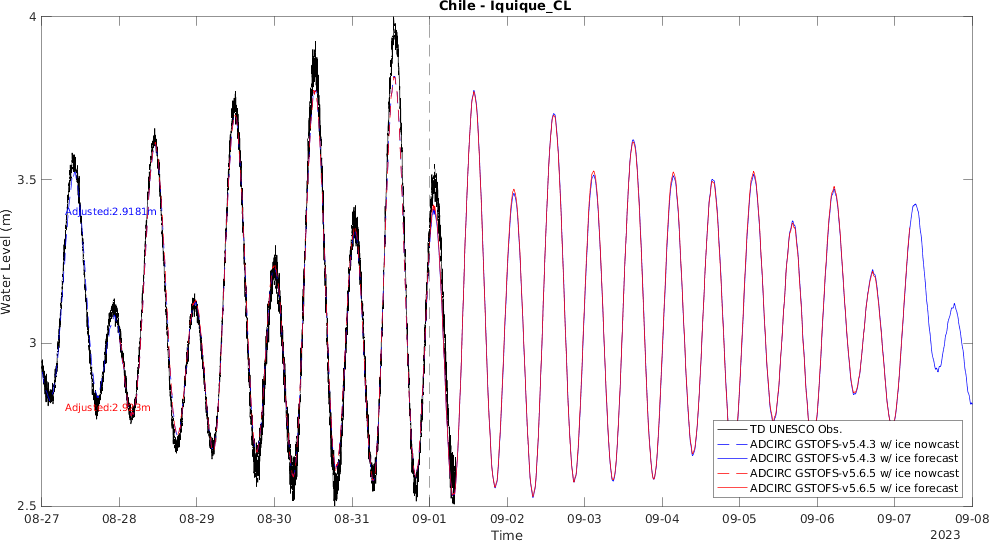 Chile - Iquique_CL
4
3.5
3
2.5
Water Level (m)
Adjusted:2.9181m
TD UNESCO Obs.
ADCIRC GSTOFS-v5.4.3 w/ ice nowcast
ADCIRC GSTOFS-v5.4.3 w/ ice forecast
ADCIRC GSTOFS-v5.6.5 w/ ice nowcast
ADCIRC GSTOFS-v5.6.5 w/ ice forecast
08-27
08-28
08-29
08-30
08-31
09-01
09-02
09-03
09-04
09-05
09-06
09-07
09-08
Time
2023